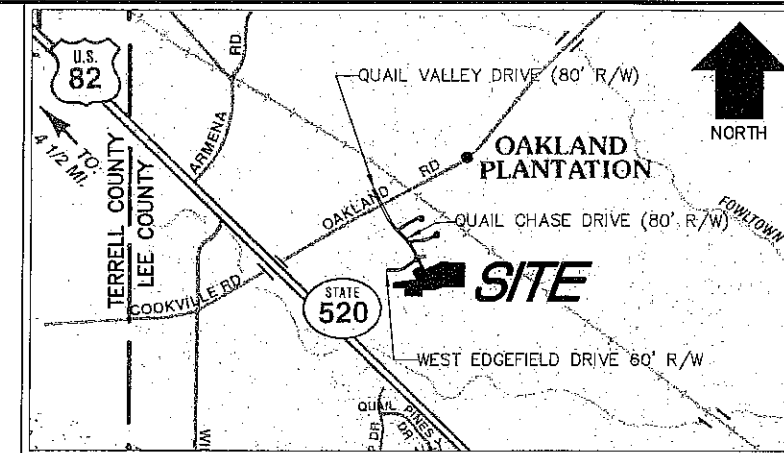 U.S.
82
TO:
4 1/2 MI.
TERRELL COUNTY
LEE COUNTY
ARMENA
RD
QUAIL VALLEY DRIVE (80' R/W)
NORTH
OAKLAND
PLANTATION
OAKLAND RD
QUAIL CHASE DRIVE (80' R/W)
FOWLTOWN
SITE
COOKVILLE RD
STATE
520
WEST EDGEFIELD DRIVE 60' R/W
QUAIL PINES
DR
DR